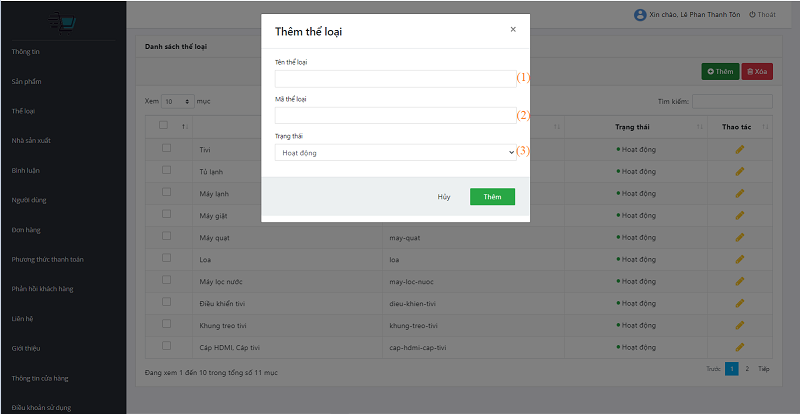 Xin chào, Lê Phan Thanh Tôn
Thoát
Thông tin
Sản phẩm
Thể loại
Nhà sản xuất
Bình luận
Người dùng
Đơn hàng
Phương thức thanh toán
Phản hồi khách hàng
Liên hệ
Giới thiệu
Thông tin cửa hàng
Điều khoản sử dụng
Danh sách thể loại
Thêm
Xóa
Xem 10 mục
Tìm kiếm:
Trạng thái Thao tác
Tivi Hoạt động
Tủ lạnh Hoạt động
Máy lạnh Hoạt động
Máy giặt Hoạt động
Máy quạt may-quat Hoạt động
Loa loa Hoạt động
Máy lọc nước may-loc-nuoc Hoạt động
Điều khiển tivi dieu-khien-tivi Hoạt động
Khung treo tivi khung-treo-tivi Hoạt động
Cáp HDMI, Cáp tivi cap-hdmi-cap-tivi Hoạt động
Đang xem 1 đến 10 trong tổng số 11 mục
Trước 1 2 Tiếp
Thêm thể loại ×
Tên thể loại
(1)
Mã thể loại
(2)
Trạng thái
Hoạt động (3)
Hủy Thêm